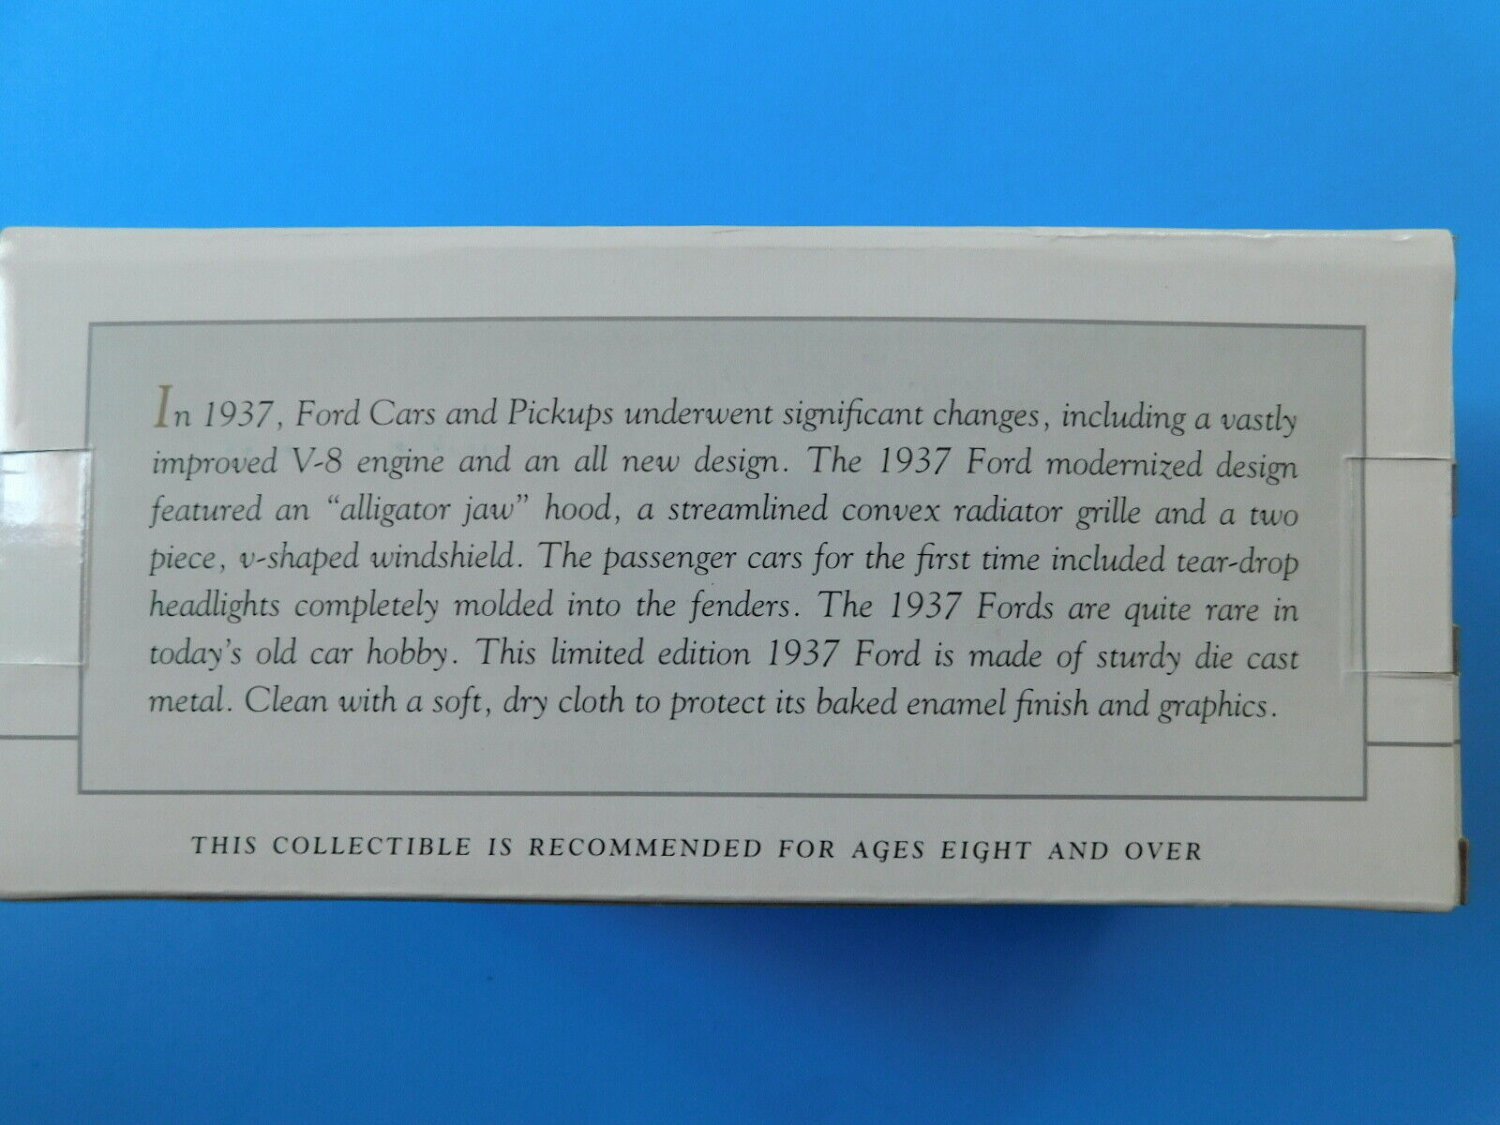 In 1937, Ford Cars and Pickups underwent significant changes, including a vastly
improved V-8 engine and an all new design. The 1937 Ford modernized design
featured an “alligator jaw” hood, a streamlined convex radiator grille and a two
piece, v-shaped windshield. The passenger cars for the first time included tear-drop
headlights completely molded into the fenders. The 1937 Fords are quite rare in
today's old car hobby. This limited edition 1937 Ford is made of sturdy die cast
metal. Clean with a soft, dry cloth to protect its baked enamel finish and graphics.
THIS COLLECTIBLE IS RECOMMENDED FOR AGES EIGHT AND OVER